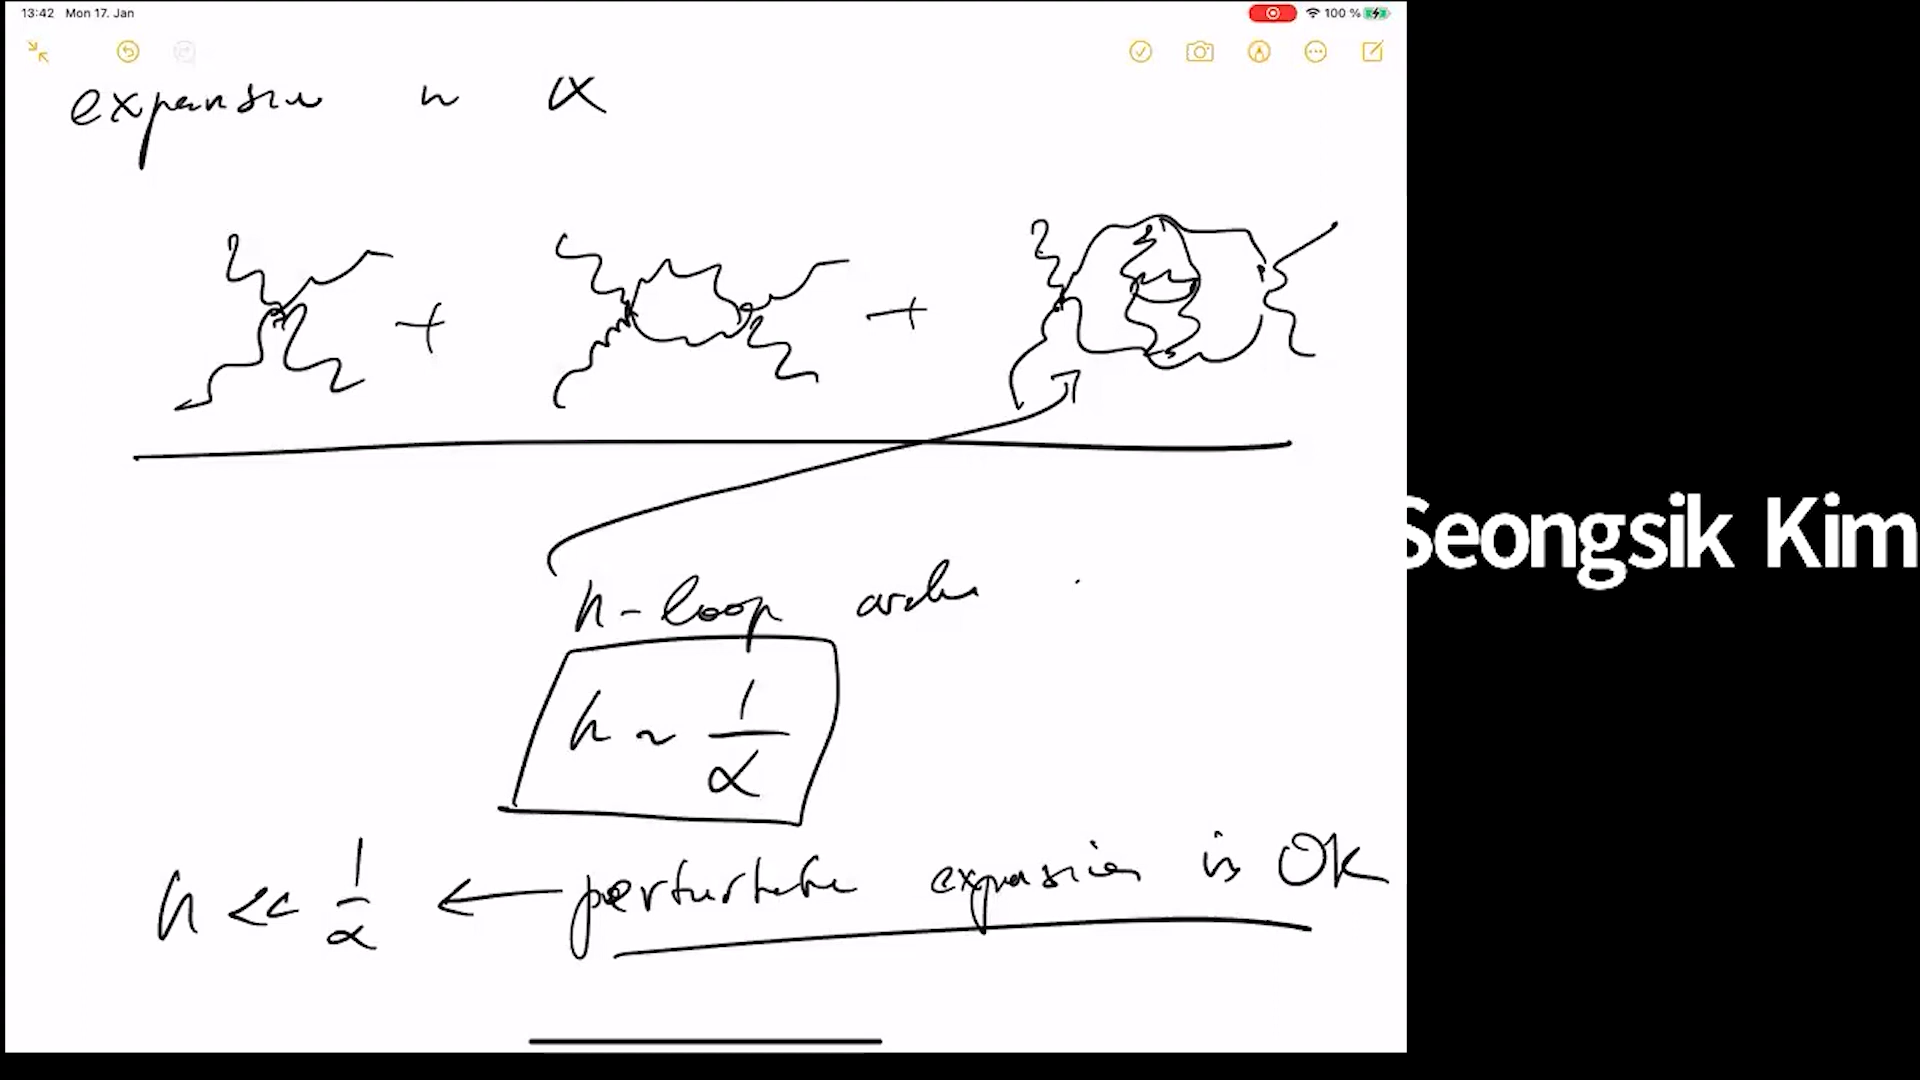 13:42 Mon 17. Jan 100 %
expansion in α
+ +
Seongsik Kim
n-loop order
n ~ 1/α
n << 1/α ← perturbative expansion is OK